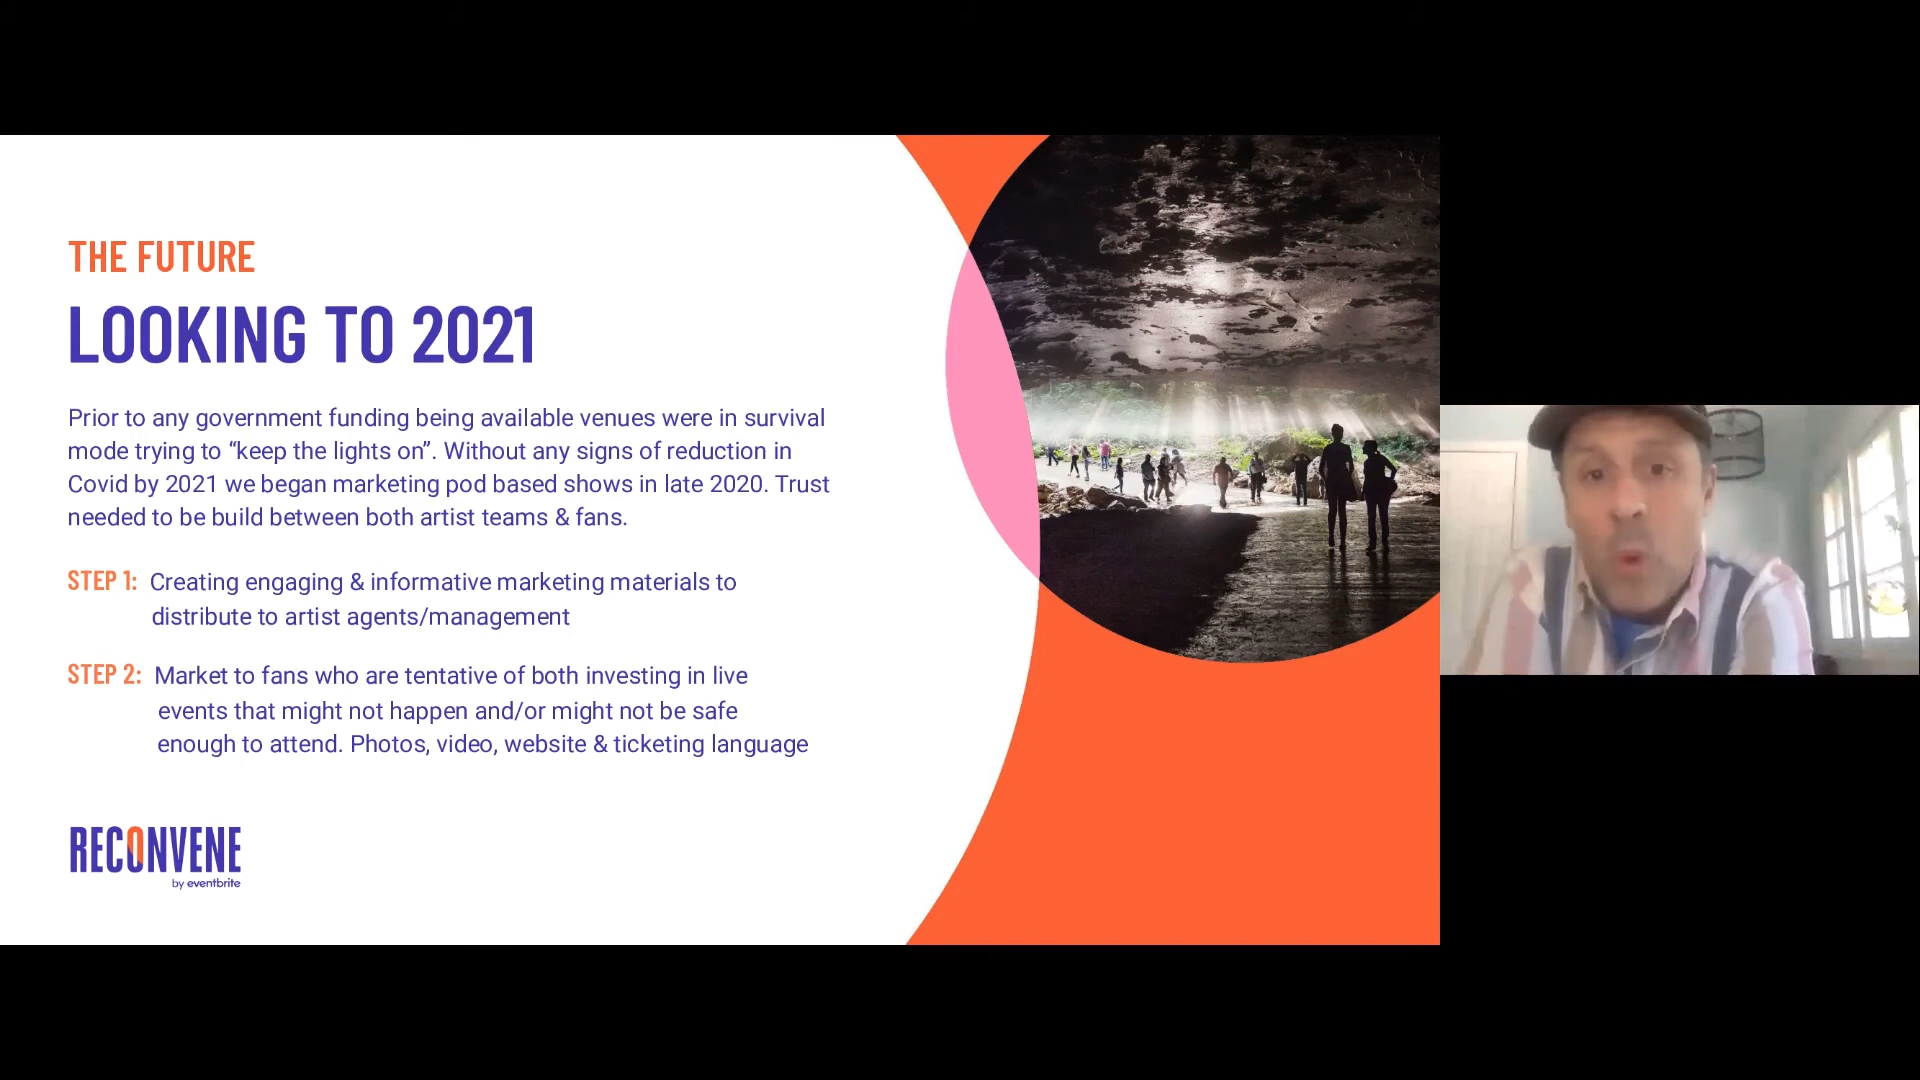 THE FUTURE
LOOKING TO 2021
Prior to any government funding being available venues were in survival
mode trying to “keep the lights on”. Without any signs of reduction in
Covid by 2021 we began marketing pod based shows in late 2020. Trust
needed to be build between both artist teams & fans.
STEP 1: Creating engaging & informative marketing materials to
distribute to artist agents/management
STEP 2: Market to fans who are tentative of both investing in live
events that might not happen and/or might not be safe
enough to attend. Photos, video, website & ticketing language
RECONVENE
by eventbrite